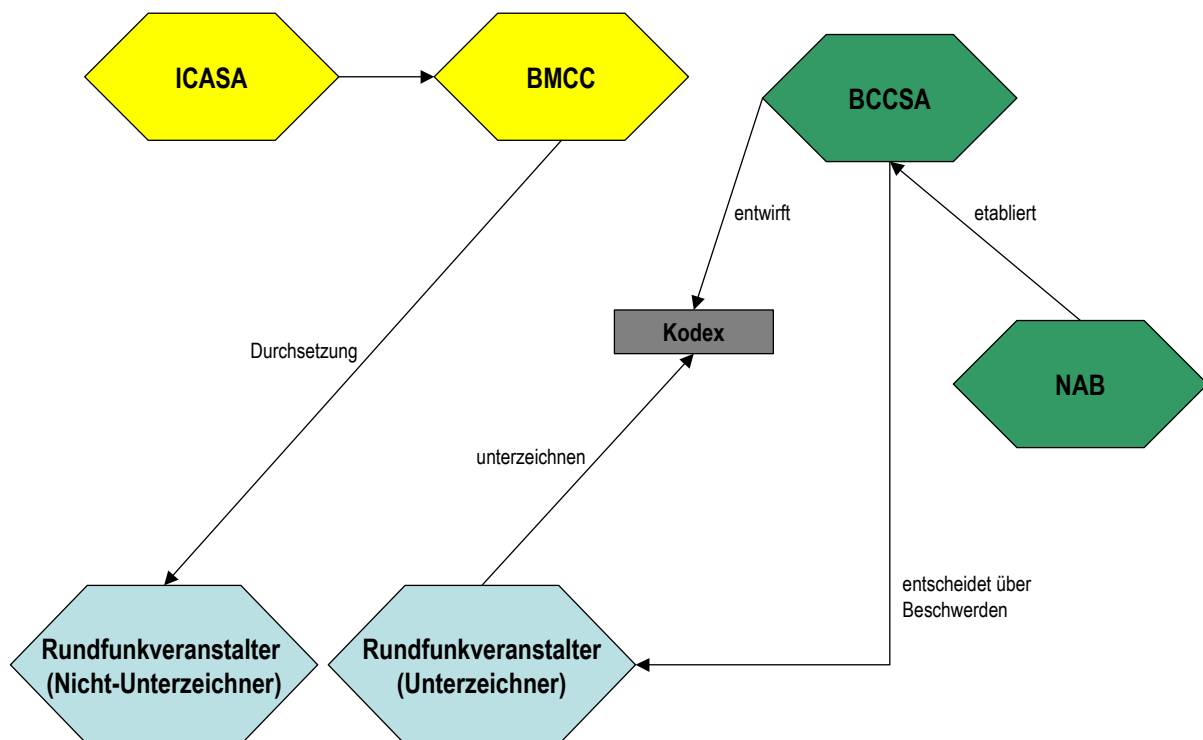 ICASA
BMCC
BCCSA
entwirft
etabliert
Kodex
Durchsetzung
NAB
unterzeichnen
entscheidet über
Beschwerden
Rundfunkveranstalter
(Nicht-Unterzeichner)
Rundfunkveranstalter
(Unterzeichner)